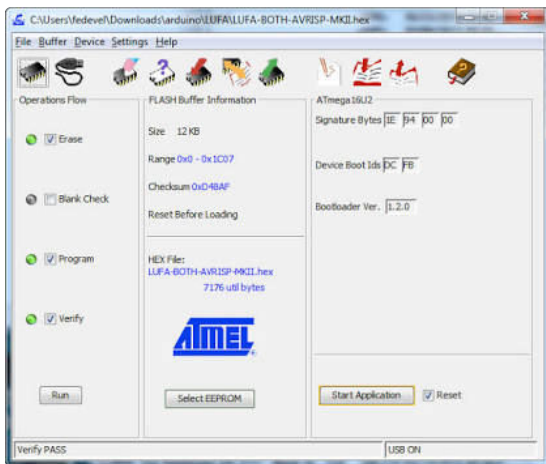 C:\Users\fedevel\Downloads\arduino\LUFA\LUFA-BOTH-AVRISP-MKII.hex
File Buffer Device Settings Help
Operations Flow
Erase
Blank Check
Program
Verify
Run
FLASH Buffer Information
Size 12 KB
Range 0x0 - 0x1C07
Checksum 0xD48AF
Reset Before Loading
HEX File:
LUFA-BOTH-AVRISP-MKII.hex
7176 util bytes
ATMEL
Select EEPROM
ATmega16U2
Signature Bytes 1E 94 00 00
Device Boot Ids DC FB
Bootloader Ver. 1.2.0
Start Application Reset
Verify PASS USB ON